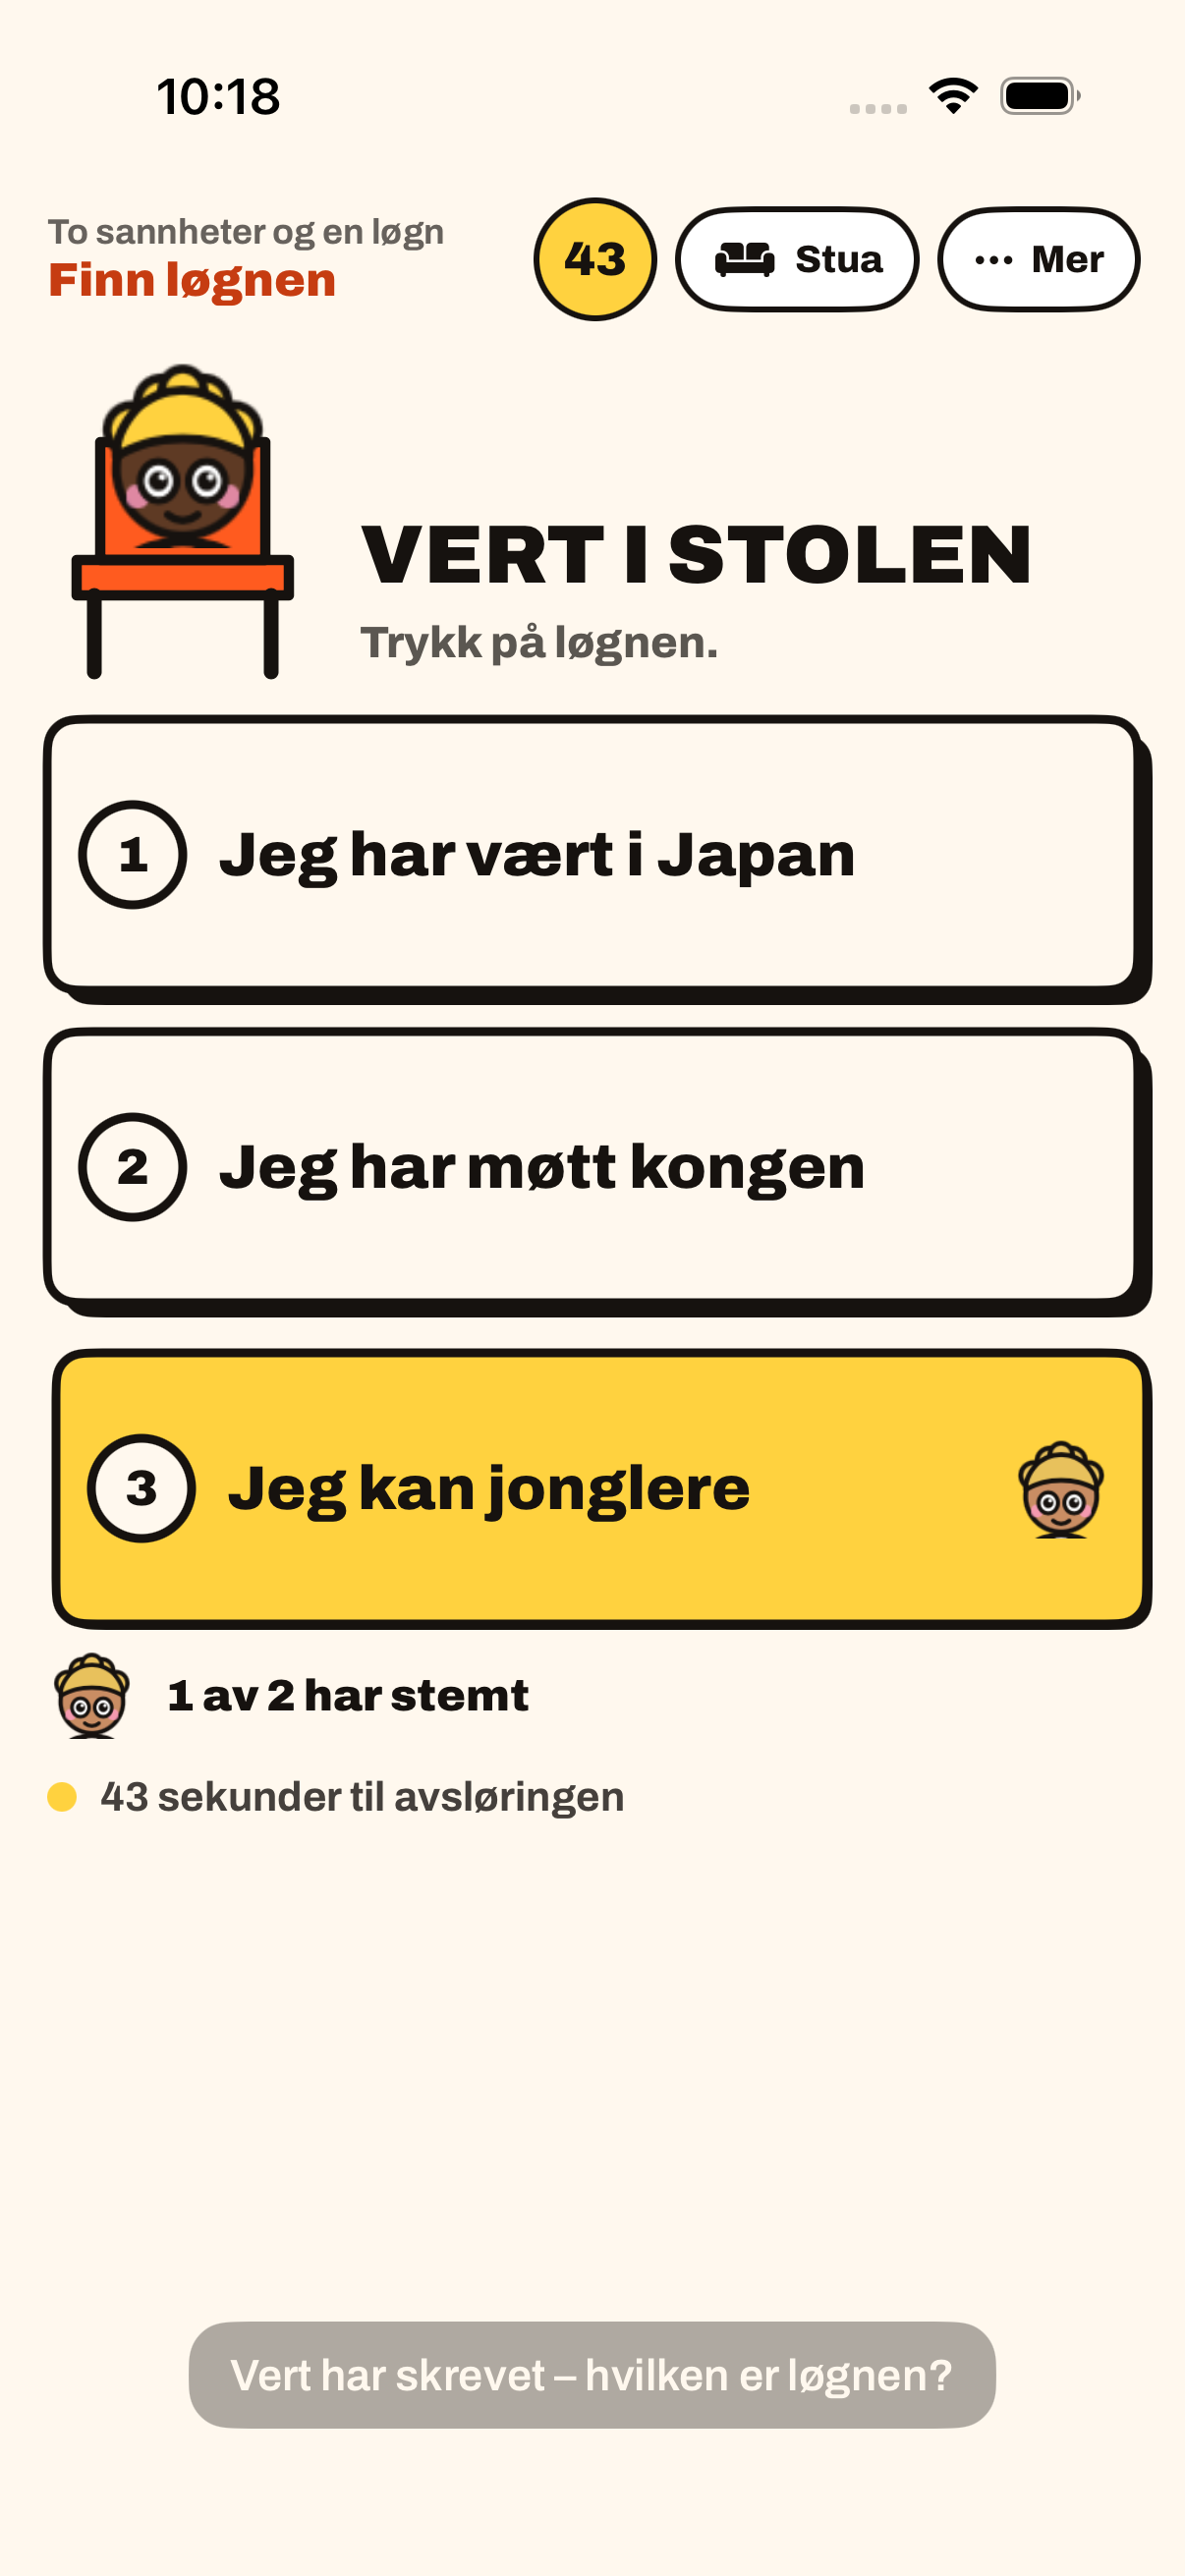 10:18
To sannheter og en løgn
Finn løgnen
43
Stua
Mer
VERT I STOLEN
Trykk på løgnen.
1 Jeg har vært i Japan
2 Jeg har møtt kongen
3 Jeg kan jonglere
1 av 2 har stemt
43 sekunder til avsløringen
Vert har skrevet – hvilken er løgnen?